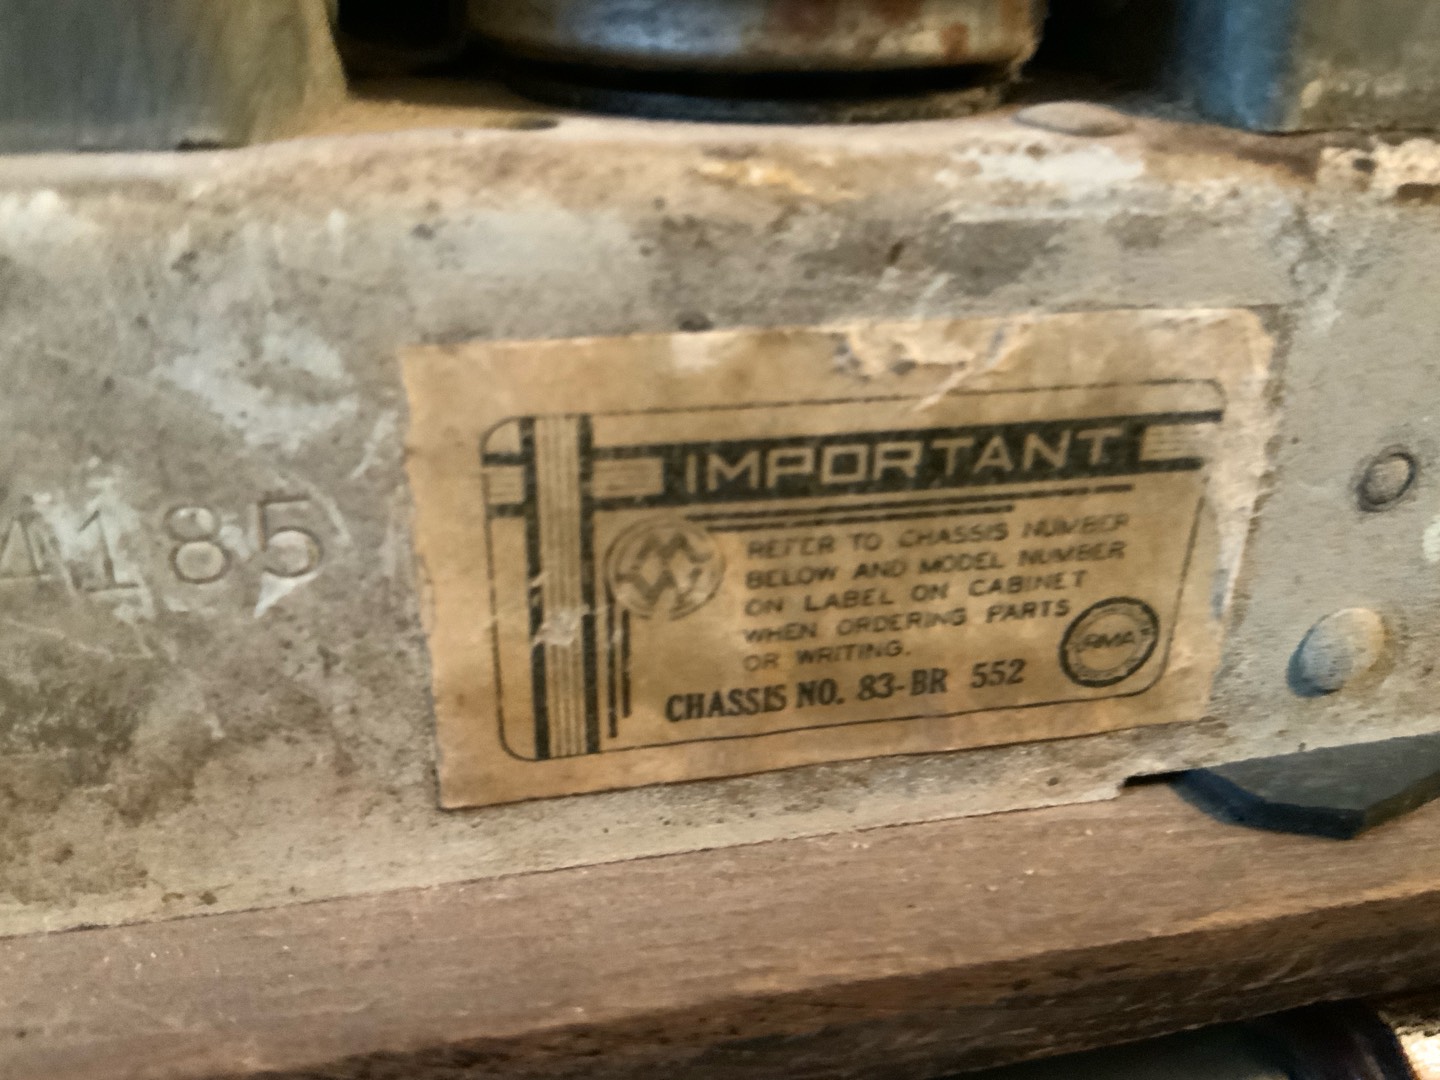 4185
IMPORTANT
REFER TO CHASSIS NUMBER
BELOW AND MODEL NUMBER
ON LABEL ON CABINET
WHEN ORDERING PARTS
OR WRITING.
RMA
CHASSIS NO. 83-BR 552